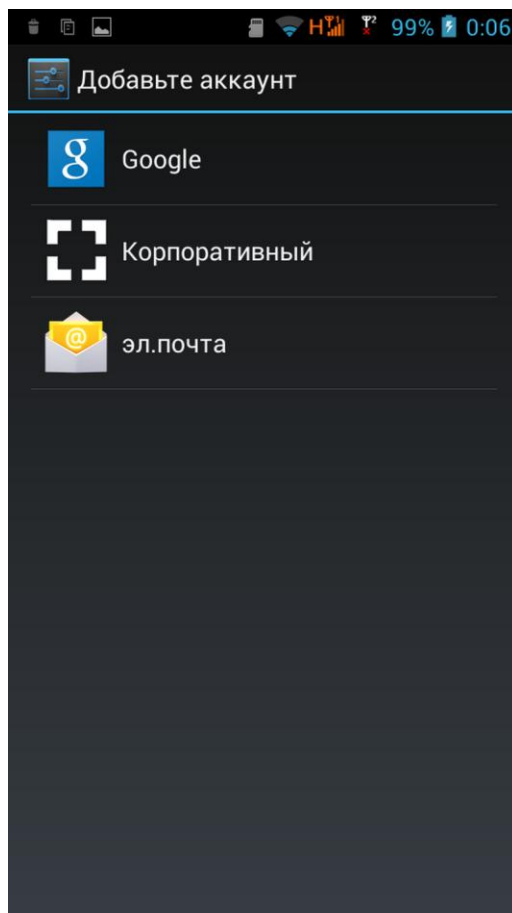 H 99% 0:06
Добавьте аккаунт
Google
Корпоративный
эл.почта